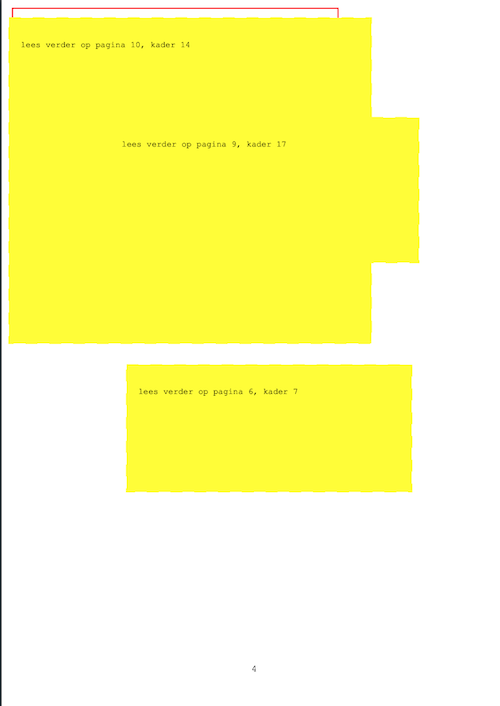 lees verder op pagina 10, kader 14
lees verder op pagina 9, kader 17
lees verder op pagina 6, kader 7
4